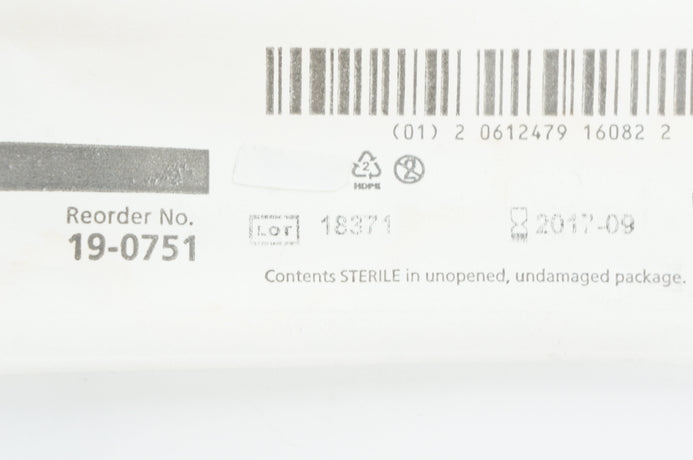 (01) 2 0612479 16082 2
2
HDPE
2
Reorder No.
19-0751
LOT 18371 2017-09
Contents STERILE in unopened, undamaged package.